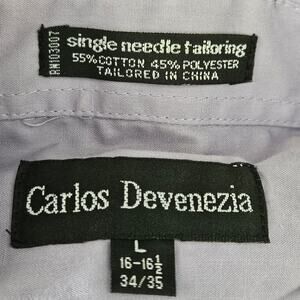 RN103007
single needle tailoring
55% COTTON 45% POLYESTER
TAILORED IN CHINA
Carlos Devenezia
L
16-16½
34/35